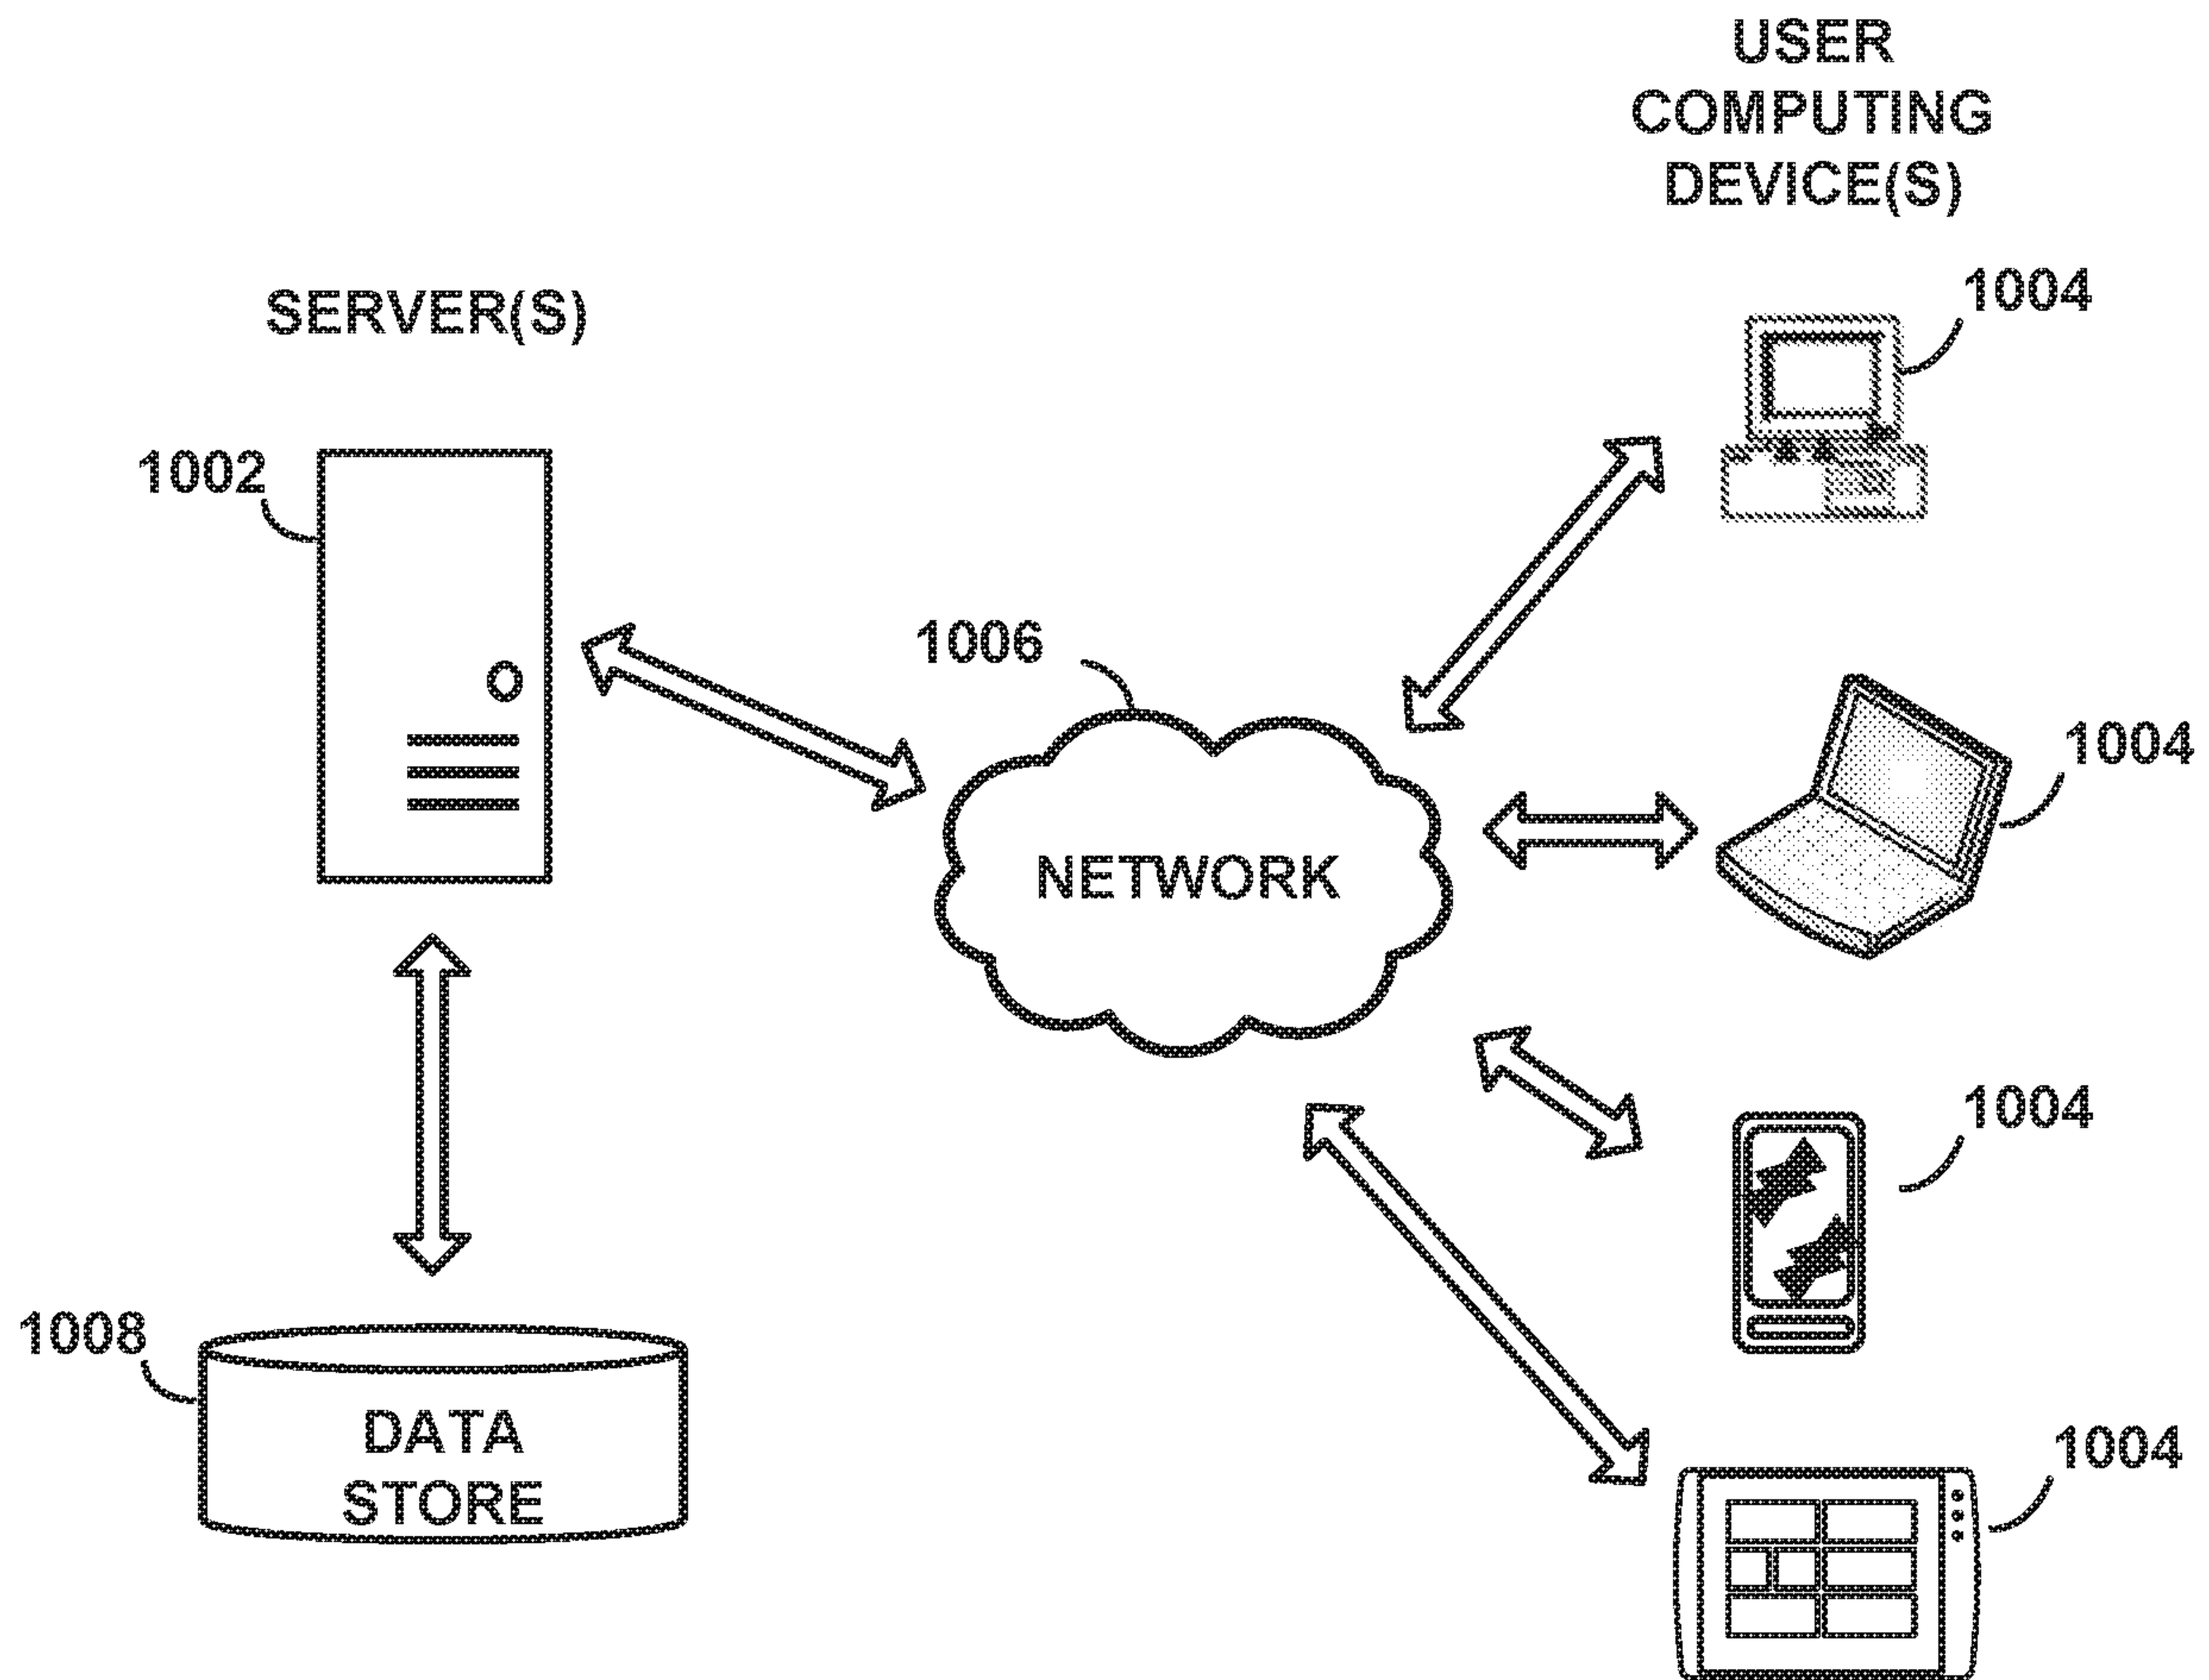 USER
COMPUTING
DEVICE(S)
SERVER(S)
1004
1002
1006
1004
NETWORK
1004
1008
DATA
STORE
1004